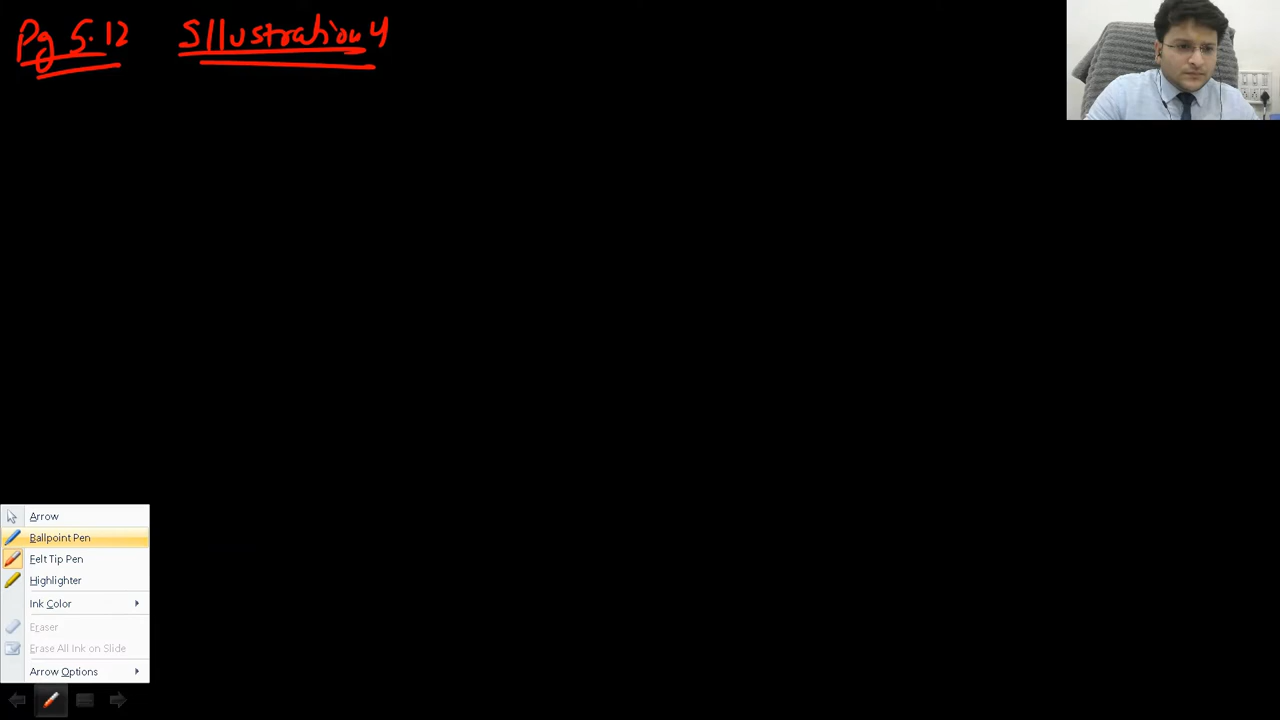 Pg 5.12 Illustration 4
Arrow
Ballpoint Pen
Felt Tip Pen
Highlighter
Ink Color
Eraser
Erase All Ink on Slide
Arrow Options